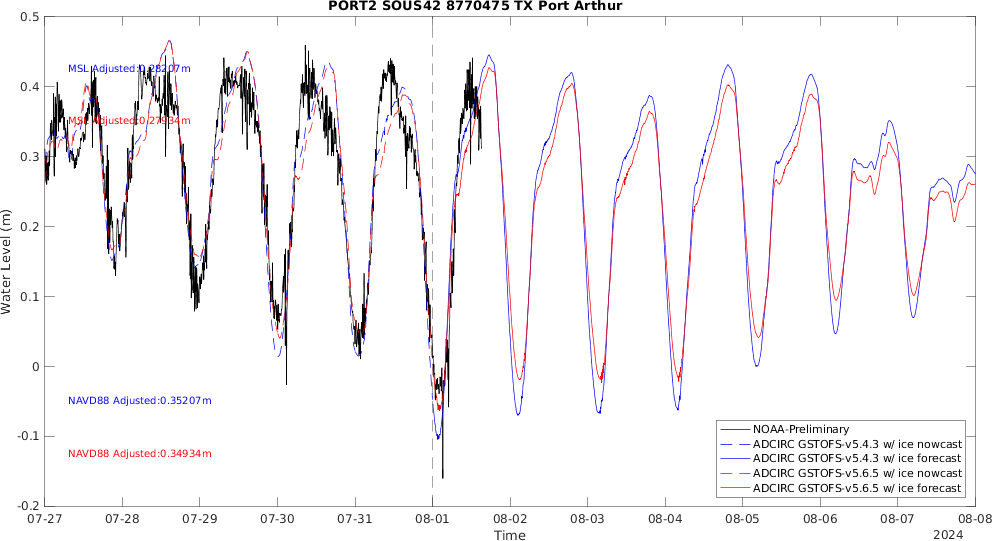 PORT2 SOUS42 8770475 TX Port Arthur
0.5
0.4
0.3
0.2
0.1
0
-0.1
-0.2
Water Level (m)
MSL Adjusted:0.28207m
MSL Adjusted:0.27934m
NAVD88 Adjusted:0.35207m
NAVD88 Adjusted:0.34934m
NOAA-Preliminary
ADCIRC GSTOFS-v5.4.3 w/ ice nowcast
ADCIRC GSTOFS-v5.4.3 w/ ice forecast
ADCIRC GSTOFS-v5.6.5 w/ ice nowcast
ADCIRC GSTOFS-v5.6.5 w/ ice forecast
07-27 07-28 07-29 07-30 07-31 08-01 08-02 08-03 08-04 08-05 08-06 08-07 08-08
Time
2024